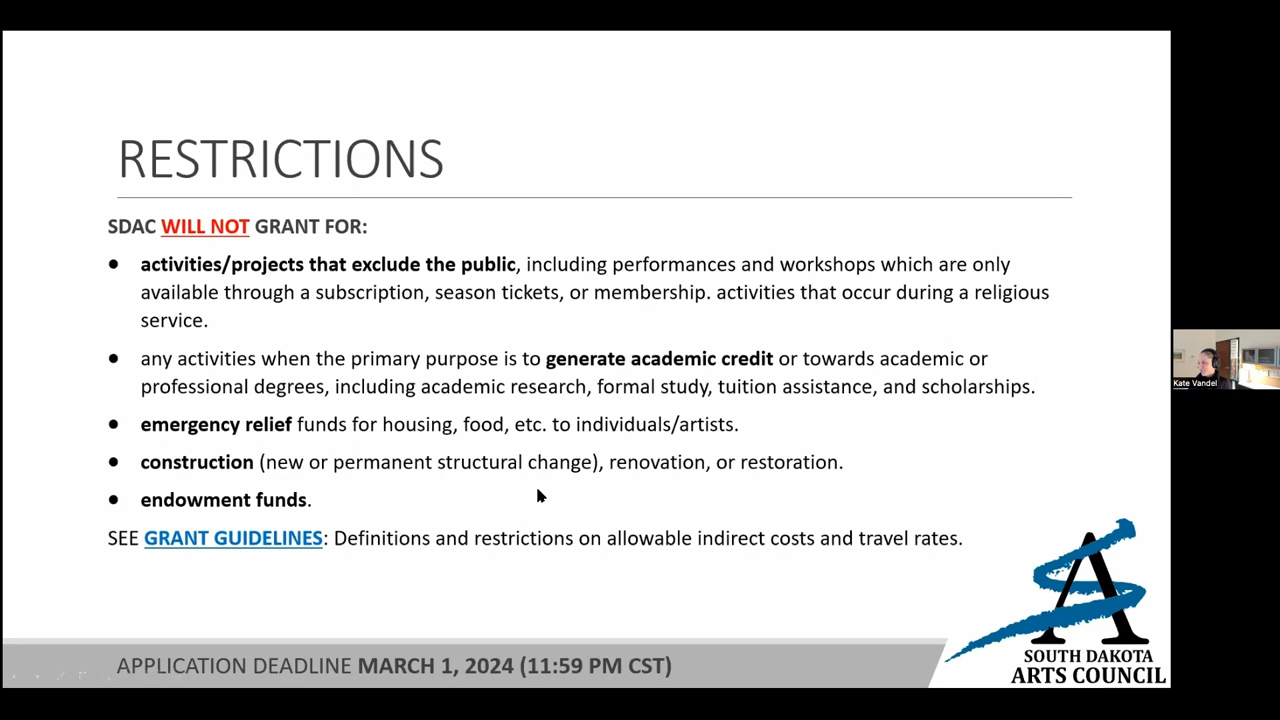 RESTRICTIONS
SDAC WILL NOT GRANT FOR:
● activities/projects that exclude the public, including performances and workshops which are only
available through a subscription, season tickets, or membership. activities that occur during a religious
service.
● any activities when the primary purpose is to generate academic credit or towards academic or
professional degrees, including academic research, formal study, tuition assistance, and scholarships.
● emergency relief funds for housing, food, etc. to individuals/artists.
● construction (new or permanent structural change), renovation, or restoration.
● endowment funds.
SEE GRANT GUIDELINES: Definitions and restrictions on allowable indirect costs and travel rates.
APPLICATION DEADLINE MARCH 1, 2024 (11:59 PM CST)
SOUTH DAKOTA
ARTS COUNCIL
Kate Vandel